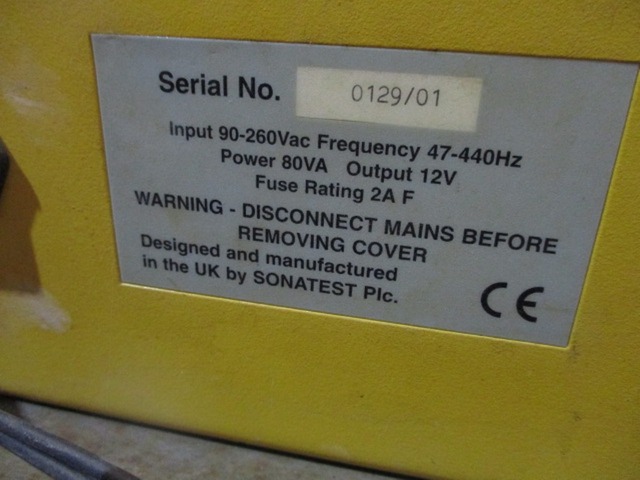 Serial No. 0129/01
Input 90-260Vac Frequency 47-440Hz
Power 80VA Output 12V
Fuse Rating 2A F
WARNING - DISCONNECT MAINS BEFORE
REMOVING COVER
Designed and manufactured
in the UK by SONATEST Plc.
CE